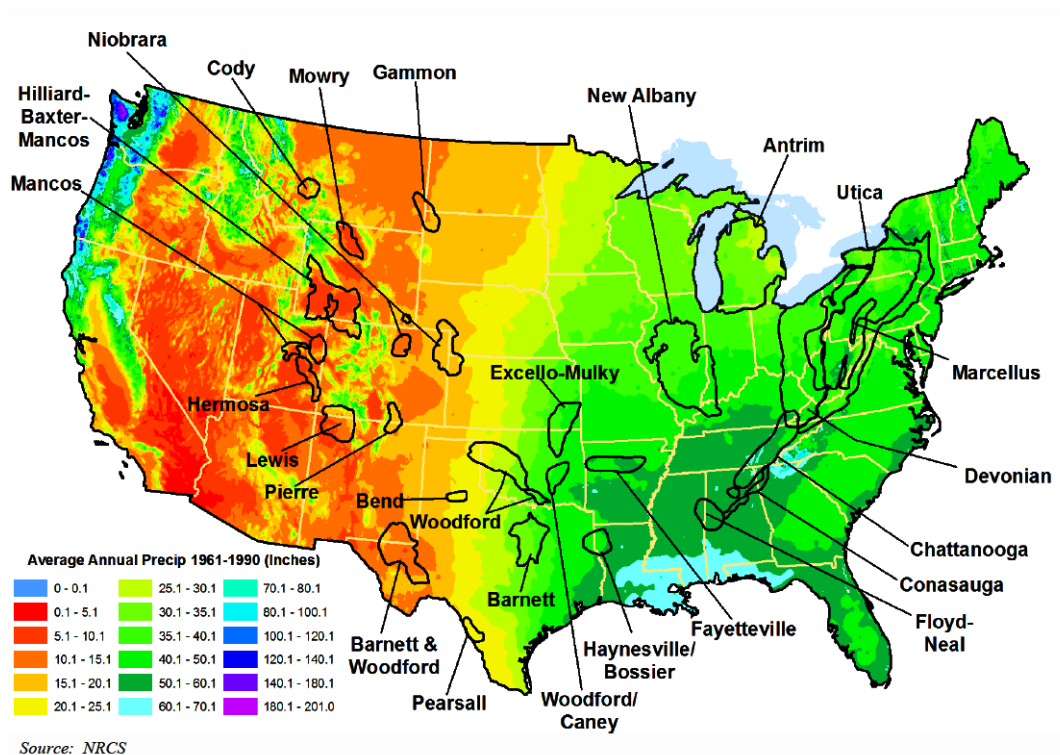 Niobrara
Cody
Mowry
Gammon
Hilliard-
Baxter-
Mancos
New Albany
Antrim
Mancos
Utica
Marcellus
Excello-Mulky
Hermosa
Lewis
Devonian
Pierre
Bend
Woodford
Chattanooga
Conasauga
Barnett
Floyd-
Neal
Fayetteville
Haynesville/
Bossier
Barnett &
Woodford
Pearsall
Woodford/
Caney
Average Annual Precip 1961-1990 (Inches)
0 - 0.1
0.1 - 5.1
5.1 - 10.1
10.1 - 15.1
15.1 - 20.1
20.1 - 25.1
25.1 - 30.1
30.1 - 35.1
35.1 - 40.1
40.1 - 50.1
50.1 - 60.1
60.1 - 70.1
70.1 - 80.1
80.1 - 100.1
100.1 - 120.1
120.1 - 140.1
140.1 - 180.1
180.1 - 201.0
Source: NRCS